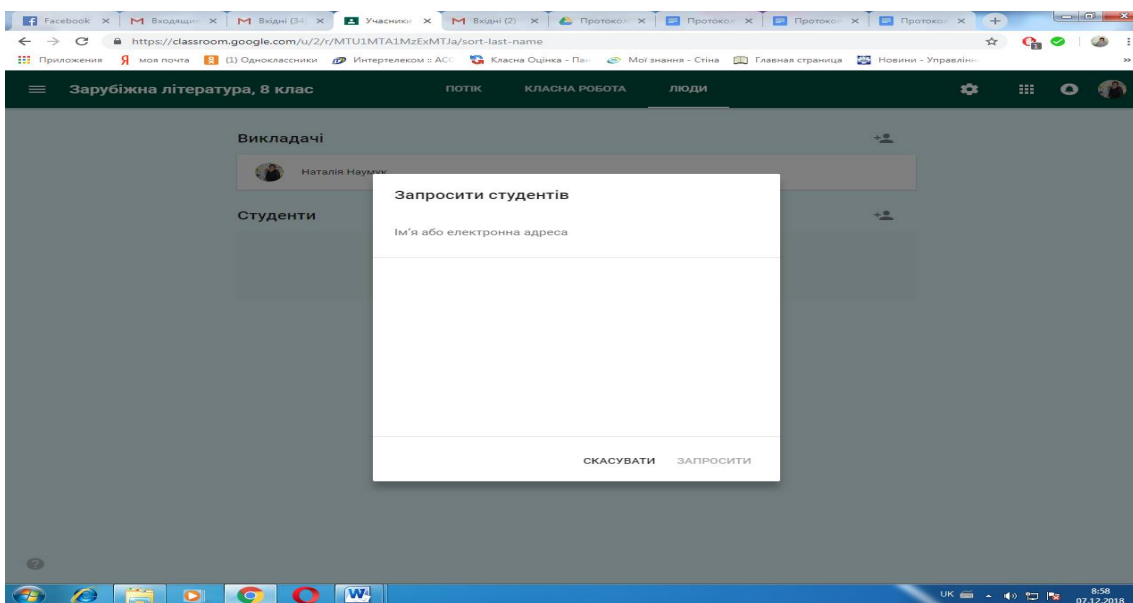 Facebook Входящи Вхідні (34 Учасники Вхідні (2) Протокол Протокол Протокол Протокол
https://classroom.google.com/u/2/r/MTU1MTA1MzExMTJa/sort-last-name
Приложения моя почта (1) Одноклассники Интертелеком :: АСС Класна Оцінка - Пан Мої знання - Стіна Главная страница Новини - Управлінн
Зарубіжна література, 8 клас ПОТІК КЛАСНА РОБОТА ЛЮДИ
Викладачі
Наталія Наумук
Запросити студентів
Студенти
Ім'я або електронна адреса
СКАСУВАТИ ЗАПРОСИТИ
UK 8:58
07.12.2018